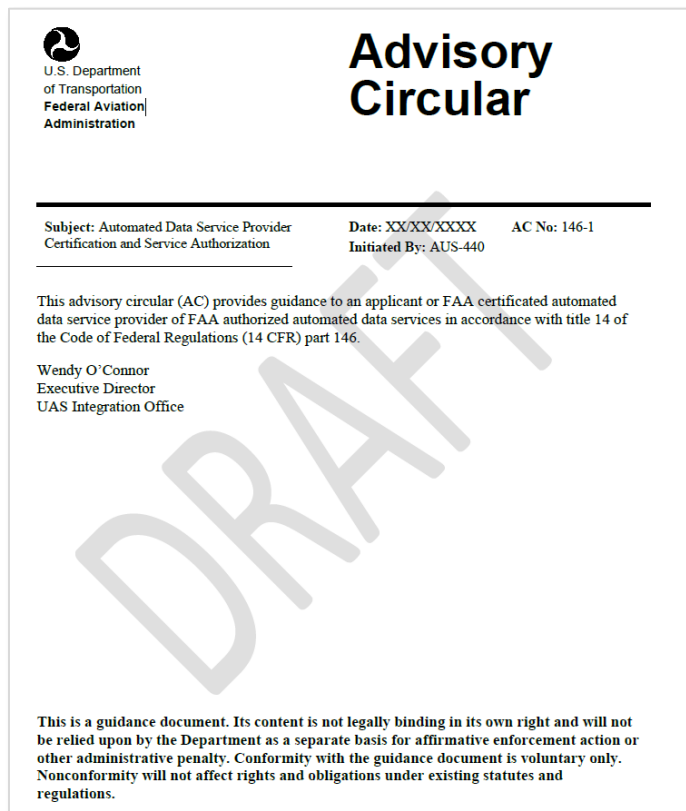 U.S. Department
of Transportation
Federal Aviation
Administration
Advisory
Circular
Subject: Automated Data Service Provider
Certification and Service Authorization
Date: XX/XX/XXXX AC No: 146-1
Initiated By: AUS-440
This advisory circular (AC) provides guidance to an applicant or FAA certificated automated
data service provider of FAA authorized automated data services in accordance with title 14 of
the Code of Federal Regulations (14 CFR) part 146.
Wendy O’Connor
Executive Director
UAS Integration Office
DRAFT
This is a guidance document. Its content is not legally binding in its own right and will not
be relied upon by the Department as a separate basis for affirmative enforcement action or
other administrative penalty. Conformity with the guidance document is voluntary only.
Nonconformity will not affect rights and obligations under existing statutes and
regulations.